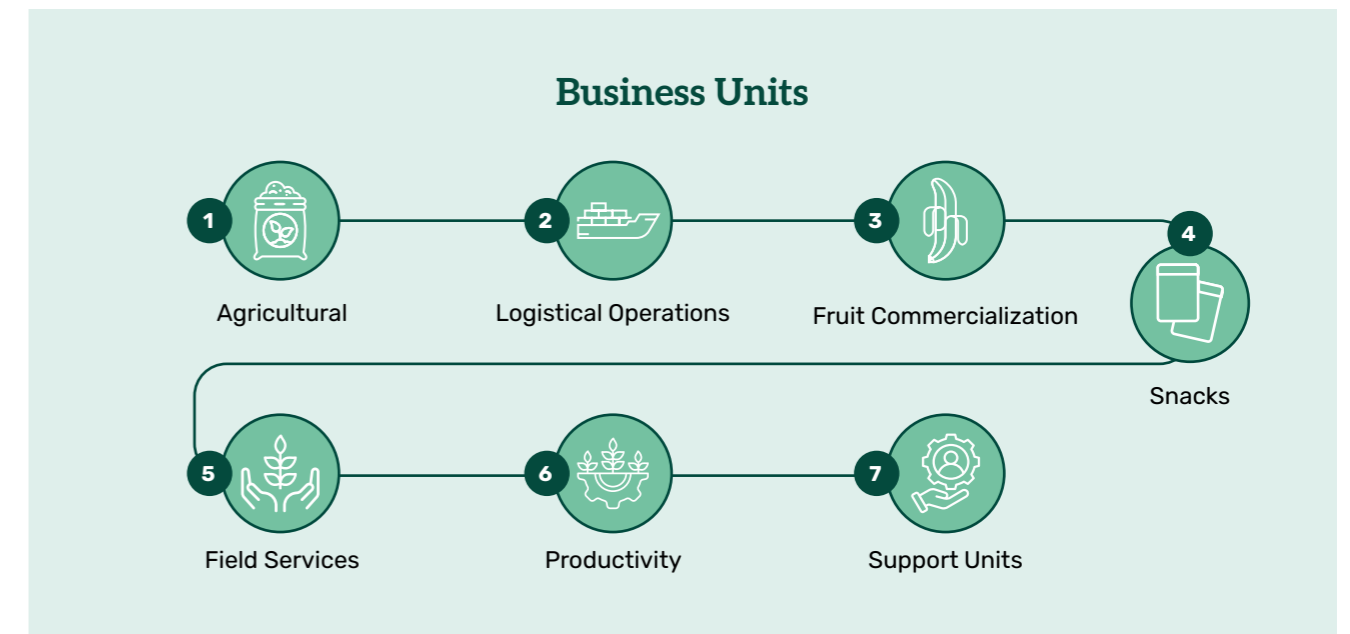 Business Units
1
Agricultural
2
Logistical Operations
3
Fruit Commercialization
4
Snacks
5
Field Services
6
Productivity
7
Support Units